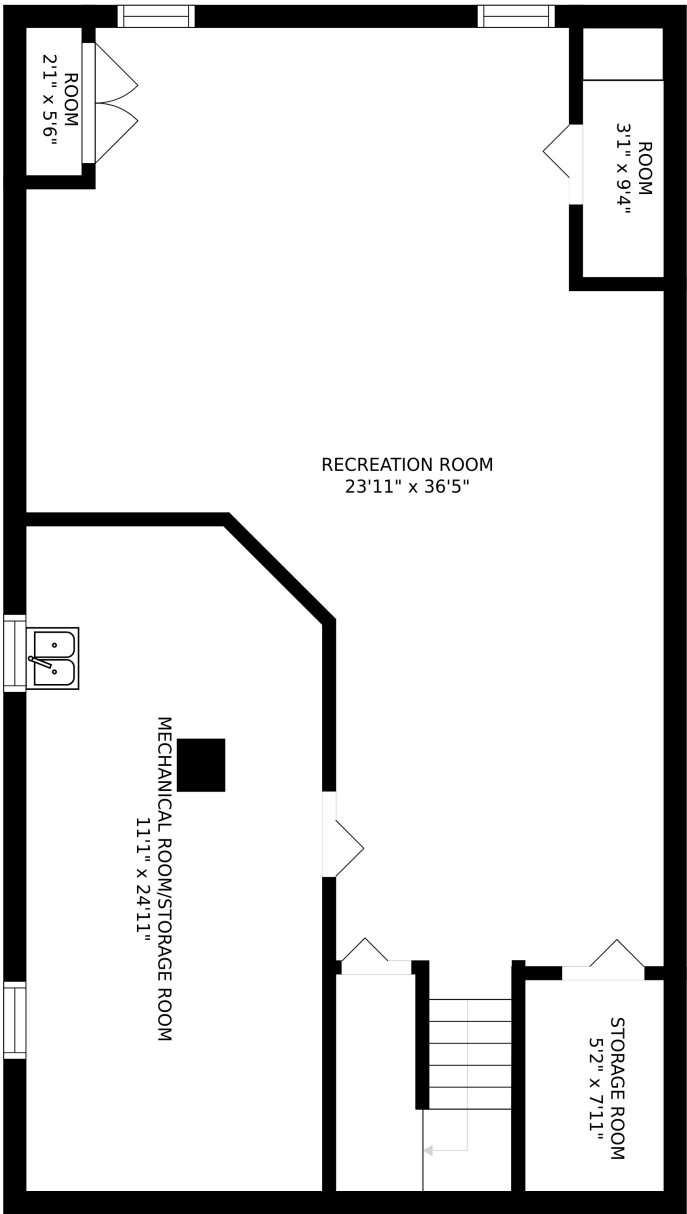 ROOM
2'1" x 5'6"
ROOM
3'1" x 9'4"
RECREATION ROOM
23'11" x 36'5"
MECHANICAL ROOM/STORAGE ROOM
11'1" x 24'11"
STORAGE ROOM
5'2" x 7'11"